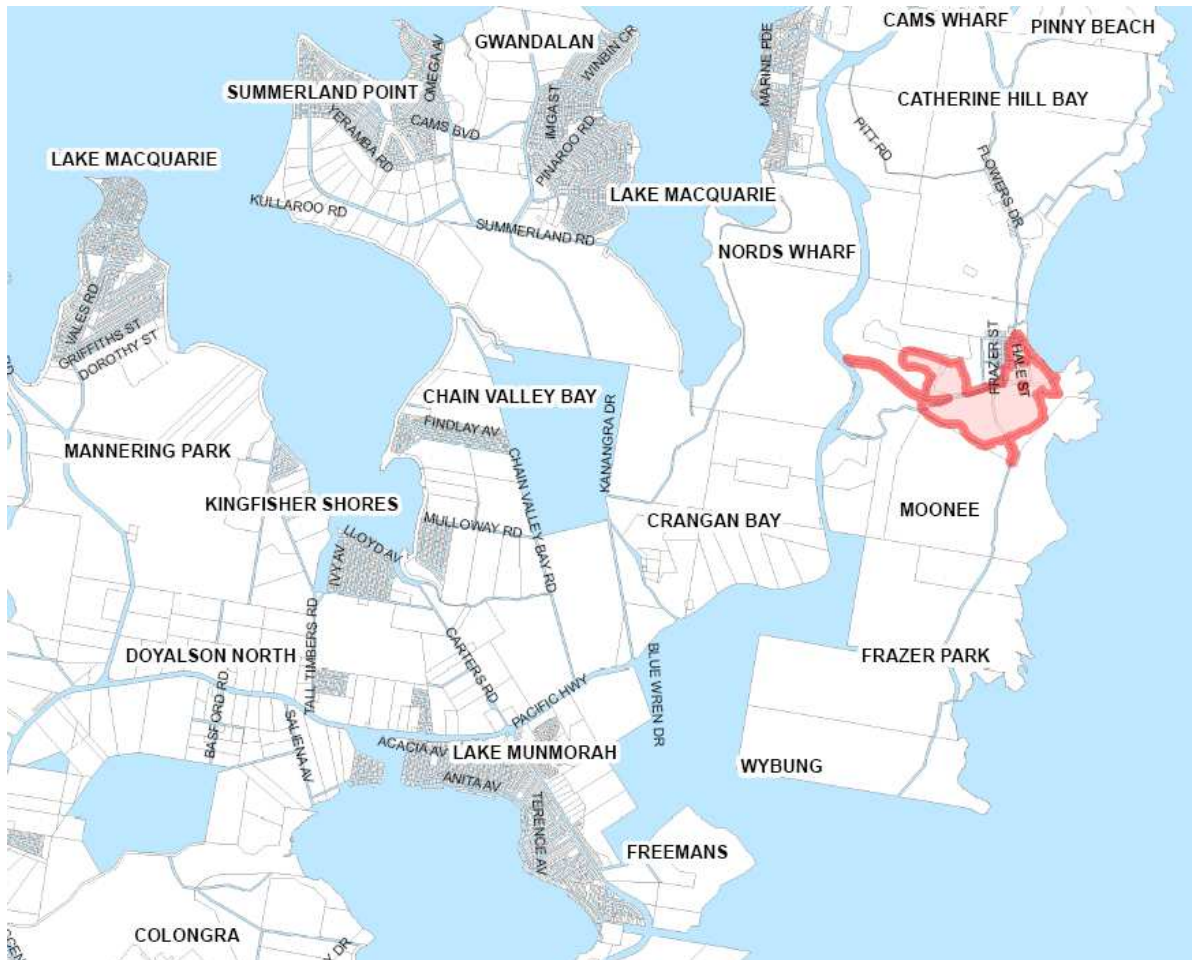 CAMS WHARF
PINNY BEACH
GWANDALAN
OMEGA AV
WINBIN CR
MARINE PDE
SUMMERLAND POINT
CATHERINE HILL BAY
YERAMBA RD
CAMS BVD
IMGA ST
PITT RD
LAKE MACQUARIE
PINAROO RD
FLOWERS DR
LAKE MACQUARIE
KULLAROO RD
SUMMERLAND RD
NORDS WHARF
VALES RD
GRIFFITHS ST
DOROTHY ST
FRAZER ST
HALE ST
CHAIN VALLEY BAY
FINDLAY AV
KANANGRA DR
MANNERING PARK
CHAIN VALLEY BAY RD
KINGFISHER SHORES
MOONEE
MULLOWAY RD
CRANGAN BAY
LLOYD AV
IVY AV
TALL TIMBERS RD
CARTERS RD
DOYALSON NORTH
BLUE WREN DR
FRAZER PARK
BASFORD RD
SALIENA AV
PACIFIC HWY
ACACIA AV
LAKE MUNMORAH
ANITA AV
WYBUNG
TERENCE AV
FREEMANS
COLONGRA